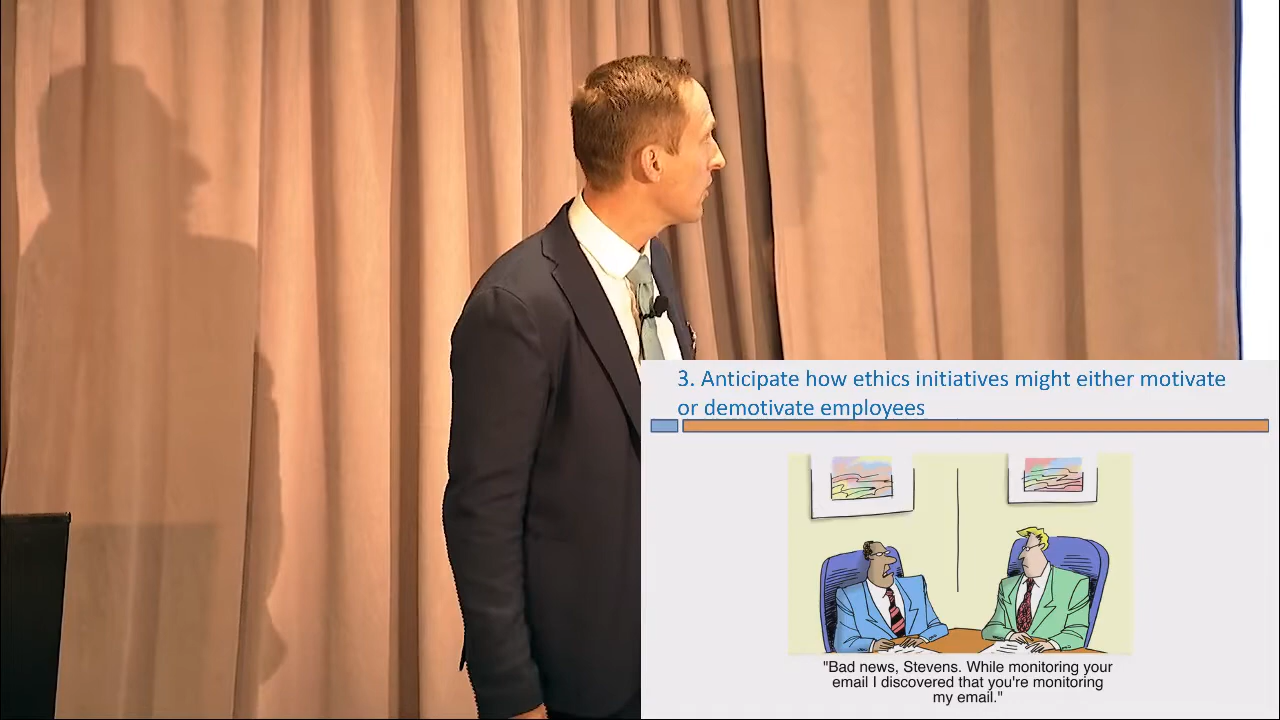 3. Anticipate how ethics initiatives might either motivate
or demotivate employees
"Bad news, Stevens. While monitoring your
email I discovered that you're monitoring
my email."